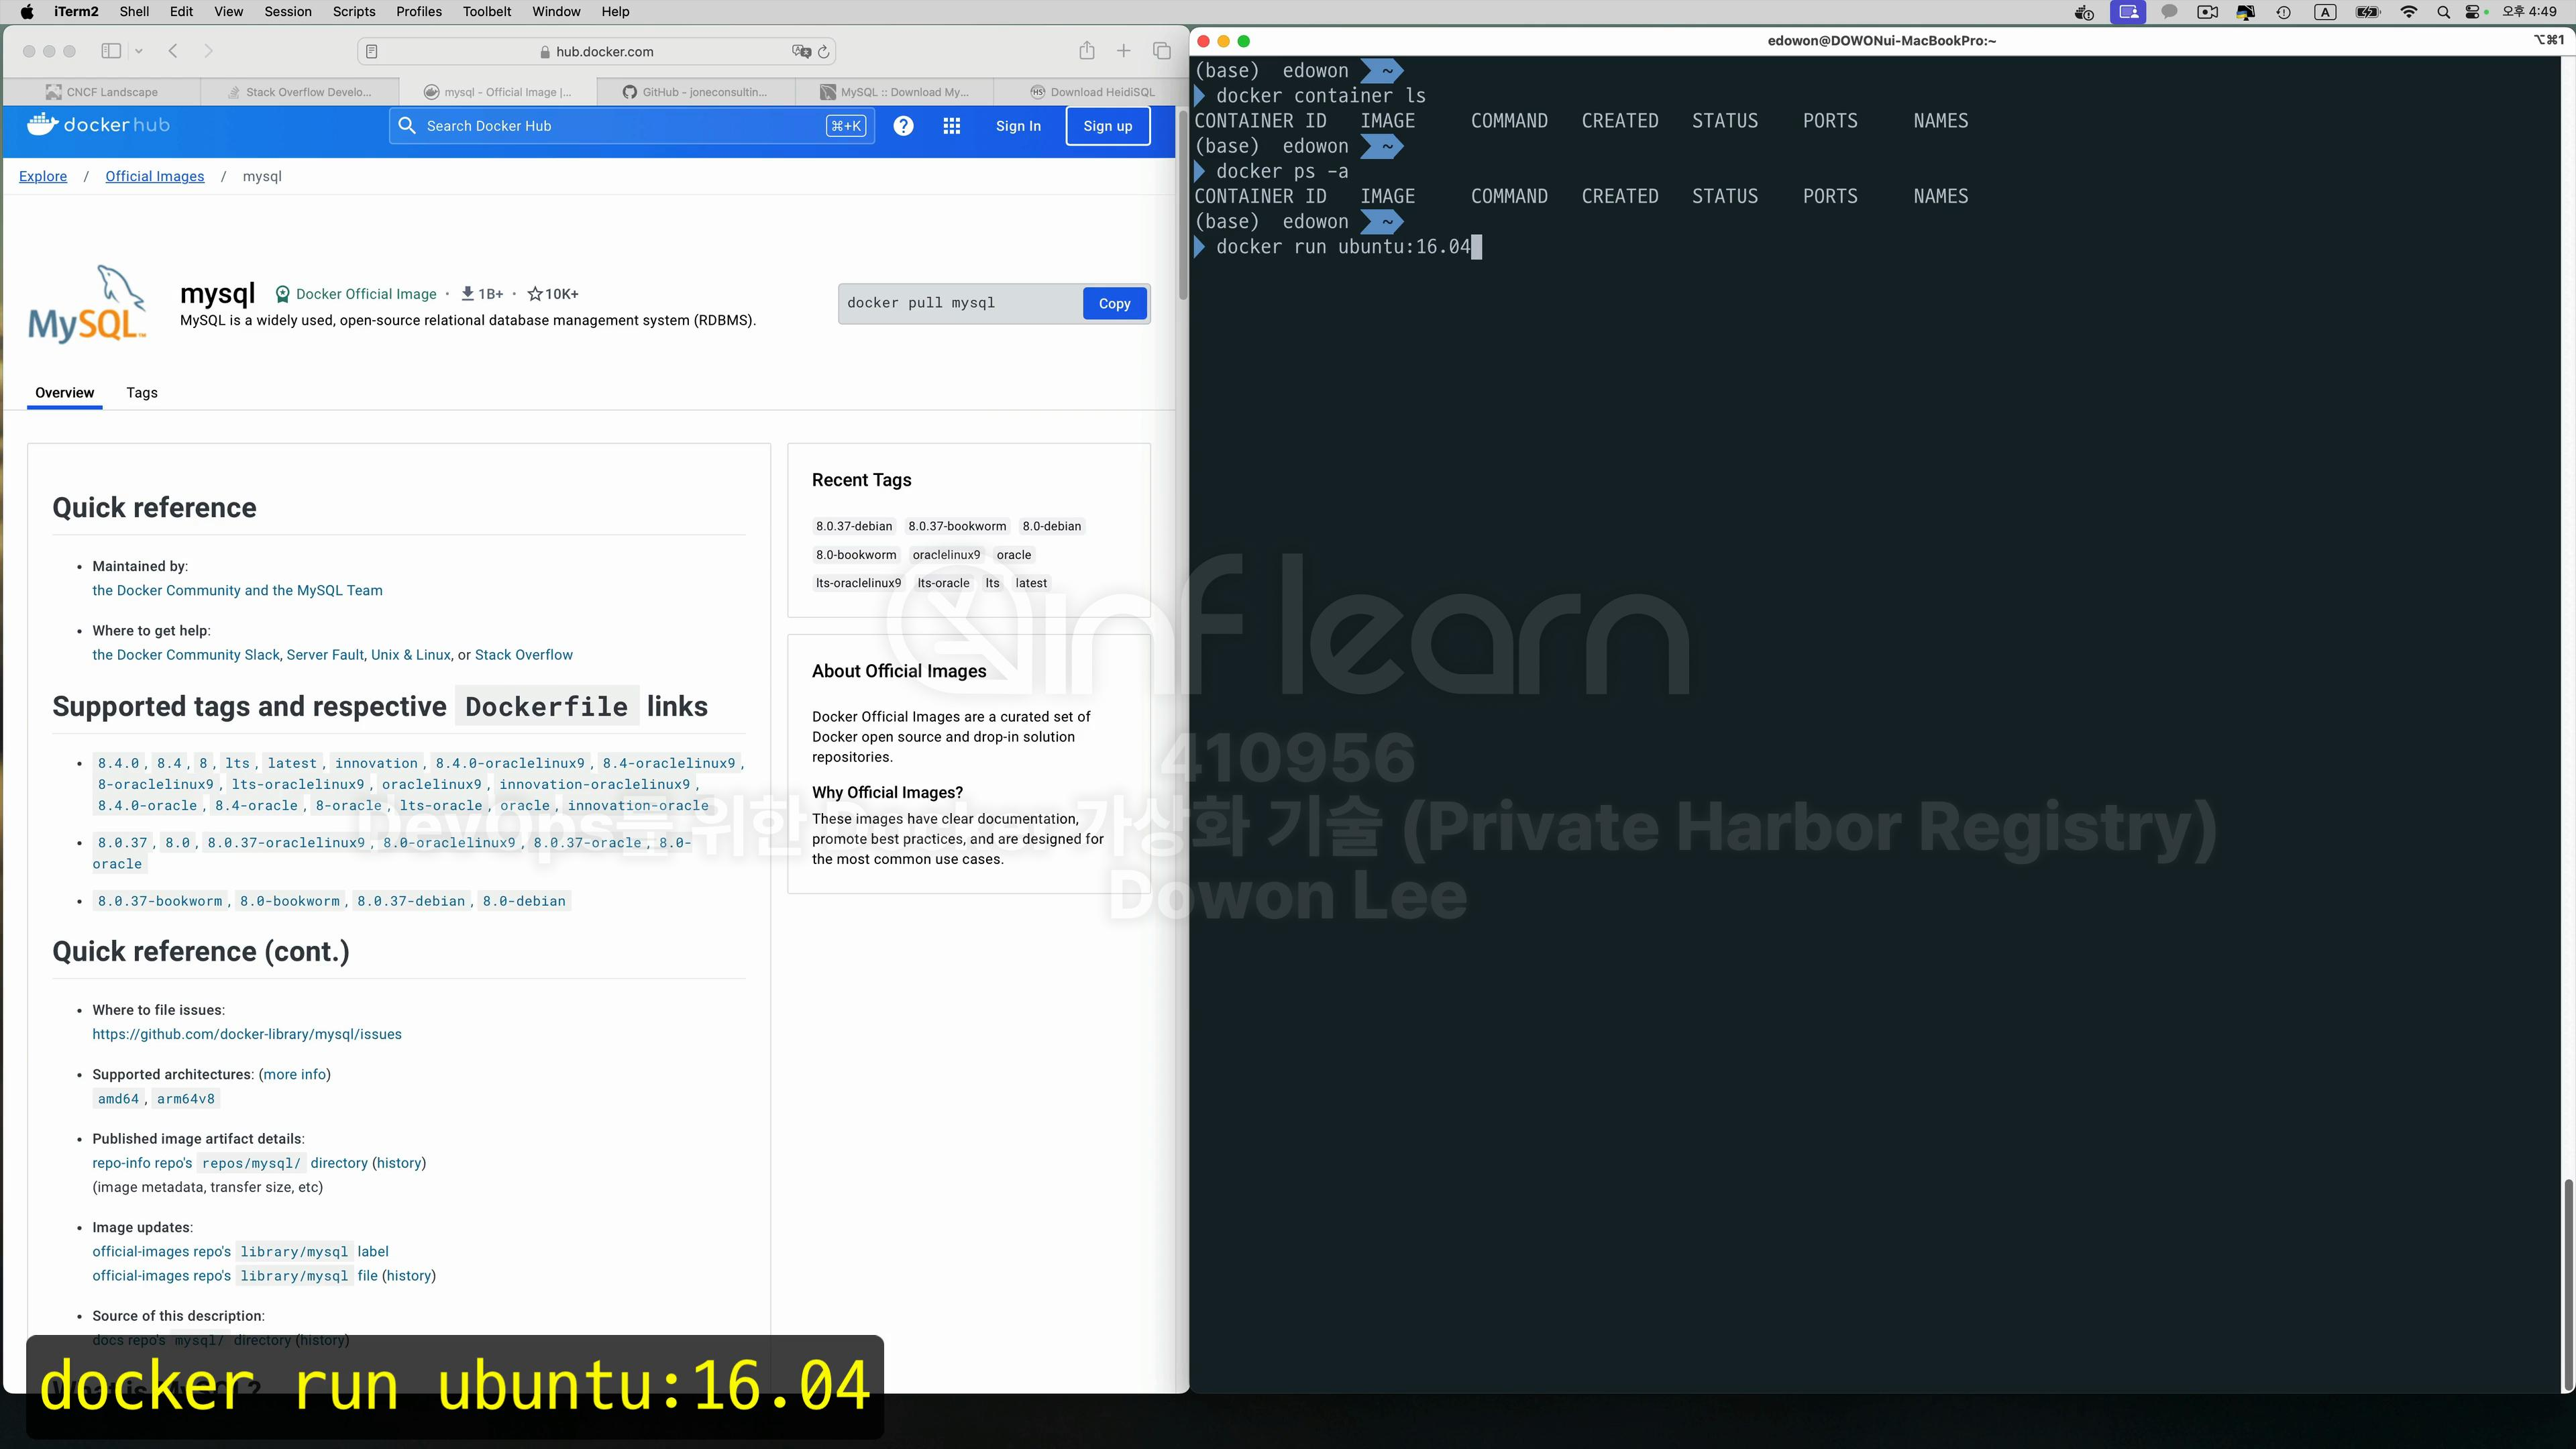 iTerm2 Shell Edit View Session Scripts Profiles Toolbelt Window Help
A 오후 4:49
hub.docker.com
CNCF Landscape
Stack Overflow Develo...
mysql - Official Image |...
GitHub - joneconsultin...
MySQL :: Download My...
HS Download HeidiSQL
docker hub
Search Docker Hub
⌘+K
?
Sign In
Sign up
Explore / Official Images / mysql
MySQL
mysql Docker Official Image · 1B+ · 10K+
MySQL is a widely used, open-source relational database management system (RDBMS).
docker pull mysql
Copy
Overview
Tags
Quick reference
• Maintained by:
the Docker Community and the MySQL Team
• Where to get help:
the Docker Community Slack, Server Fault, Unix & Linux, or Stack Overflow
Supported tags and respective Dockerfile links
• 8.4.0, 8.4, 8, lts, latest, innovation, 8.4.0-oraclelinux9, 8.4-oraclelinux9,
8-oraclelinux9, lts-oraclelinux9, oraclelinux9, innovation-oraclelinux9,
8.4.0-oracle, 8.4-oracle, 8-oracle, lts-oracle, oracle, innovation-oracle
• 8.0.37, 8.0, 8.0.37-oraclelinux9, 8.0-oraclelinux9, 8.0.37-oracle, 8.0-
oracle
• 8.0.37-bookworm, 8.0-bookworm, 8.0.37-debian, 8.0-debian
Quick reference (cont.)
• Where to file issues:
https://github.com/docker-library/mysql/issues
• Supported architectures: (more info)
amd64, arm64v8
• Published image artifact details:
repo-info repo's repos/mysql/ directory (history)
(image metadata, transfer size, etc)
• Image updates:
official-images repo's library/mysql label
official-images repo's library/mysql file (history)
• Source of this description:
docs repo's mysql/ directory (history)
What is MySQL?
Recent Tags
8.0.37-debian 8.0.37-bookworm 8.0-debian
8.0-bookworm oraclelinux9 oracle
lts-oraclelinux9 lts-oracle lts latest
About Official Images
Docker Official Images are a curated set of
Docker open source and drop-in solution
repositories.
Why Official Images?
These images have clear documentation,
promote best practices, and are designed for
the most common use cases.
edowon@DOWONui-MacBookPro:~
⌥⌘1
(base) edowon ~
docker container ls
CONTAINER ID IMAGE COMMAND CREATED STATUS PORTS NAMES
(base) edowon ~
docker ps -a
CONTAINER ID IMAGE COMMAND CREATED STATUS PORTS NAMES
(base) edowon ~
docker run ubuntu:16.04
inflearn
410956
DevOps를 위한 Docker 가상화 기술 (Private Harbor Registry)
Dowon Lee
docker run ubuntu:16.04